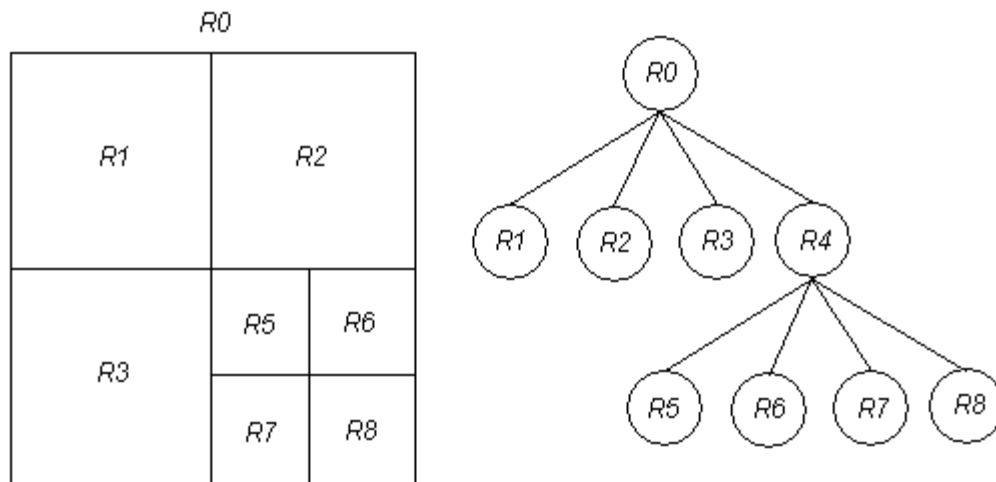 R0
R1 R2
R3
R5 R6
R7 R8
R0
R1 R2 R3 R4
R5 R6 R7 R8